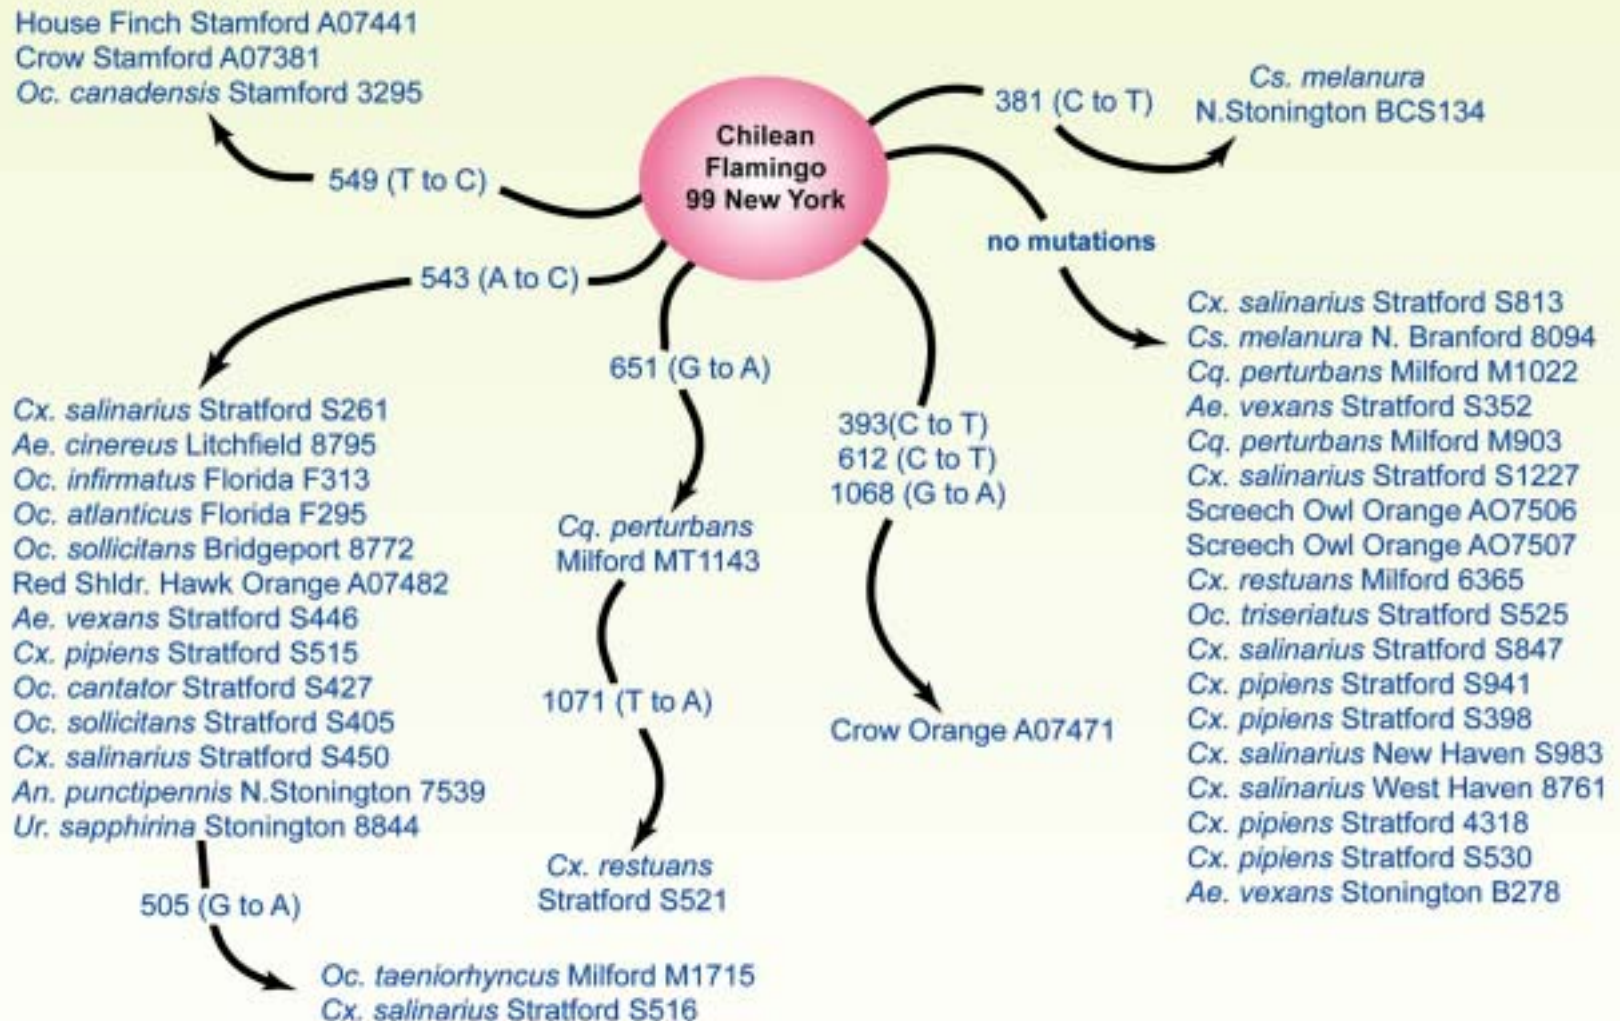 House Finch Stamford A07441
Crow Stamford A07381
Oc. canadensis Stamford 3295
549 (T to C)
Chilean
Flamingo
99 New York
381 (C to T)
Cs. melanura
N.Stonington BCS134
no mutations
Cx. salinarius Stratford S813
Cs. melanura N. Branford 8094
Cq. perturbans Milford M1022
Ae. vexans Stratford S352
Cq. perturbans Milford M903
Cx. salinarius Stratford S1227
Screech Owl Orange AO7506
Screech Owl Orange AO7507
Cx. restuans Milford 6365
Oc. triseriatus Stratford S525
Cx. salinarius Stratford S847
Cx. pipiens Stratford S941
Cx. pipiens Stratford S398
Cx. salinarius New Haven S983
Cx. salinarius West Haven 8761
Cx. pipiens Stratford 4318
Cx. pipiens Stratford S530
Ae. vexans Stonington B278
543 (A to C)
Cx. salinarius Stratford S261
Ae. cinereus Litchfield 8795
Oc. infirmatus Florida F313
Oc. atlanticus Florida F295
Oc. sollicitans Bridgeport 8772
Red Shldr. Hawk Orange A07482
Ae. vexans Stratford S446
Cx. pipiens Stratford S515
Oc. cantator Stratford S427
Oc. sollicitans Stratford S405
Cx. salinarius Stratford S450
An. punctipennis N.Stonington 7539
Ur. sapphirina Stonington 8844
505 (G to A)
Oc. taeniorhyncus Milford M1715
Cx. salinarius Stratford S516
651 (G to A)
Cq. perturbans
Milford MT1143
1071 (T to A)
Cx. restuans
Stratford S521
393(C to T)
612 (C to T)
1068 (G to A)
Crow Orange A07471